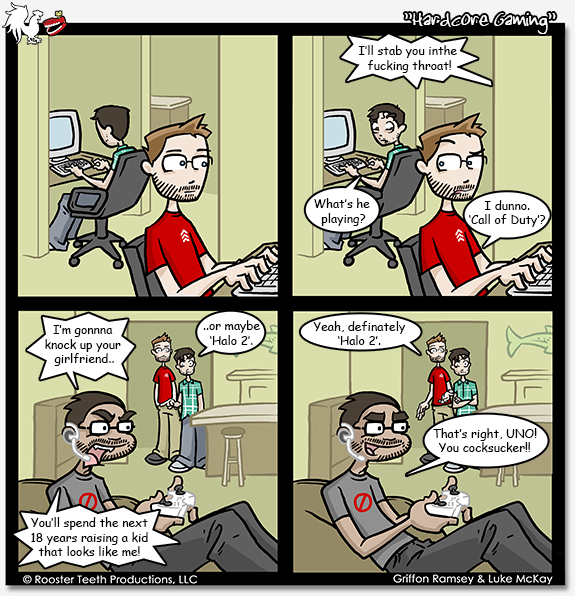 "Hardcore Gaming"
I'll stab you inthe
fucking throat!
What's he
playing?
I dunno.
'Call of Duty'?
I'm gonnna
knock up your
girlfriend..
..or maybe
'Halo 2'.
You'll spend the next
18 years raising a kid
that looks like me!
Yeah, definately
'Halo 2'.
That's right, UNO!
You cocksucker!!
© Rooster Teeth Productions, LLC
Griffon Ramsey & Luke McKay